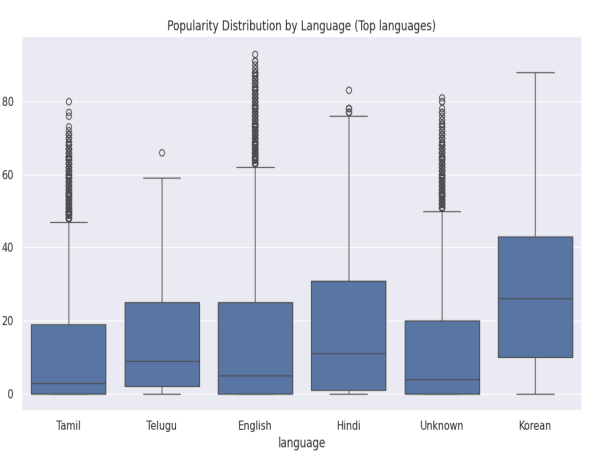 Popularity Distribution by Language (Top languages)
80
60
40
20
0
Tamil Telugu English Hindi Unknown Korean
language